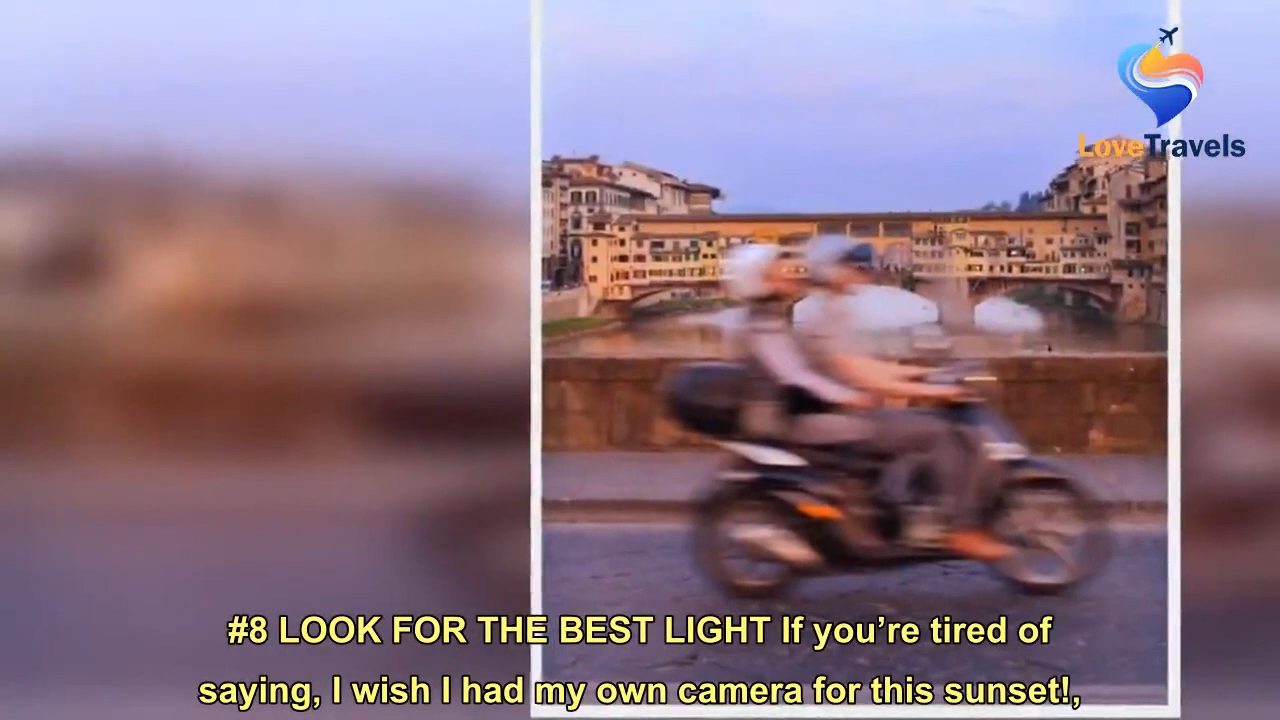 LoveTravels
#8 LOOK FOR THE BEST LIGHT If you’re tired of
saying, I wish I had my own camera for this sunset!,